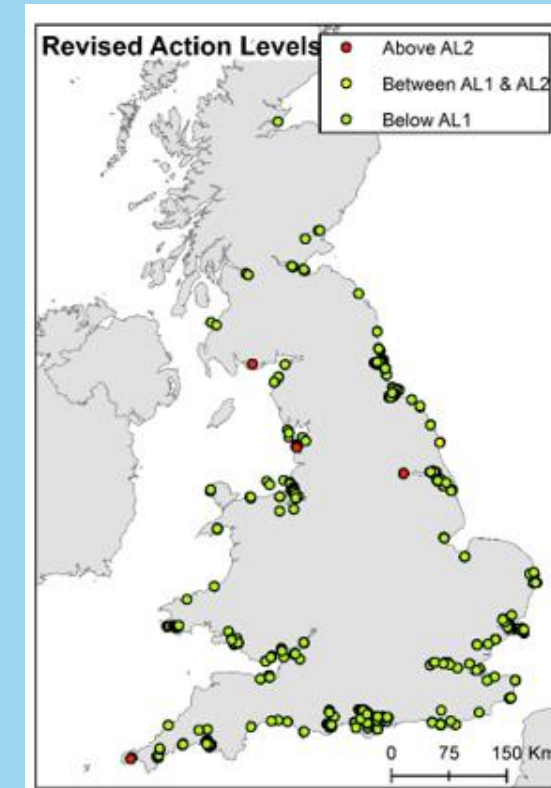 Revised Action Levels
Above AL2
Between AL1 & AL2
Below AL1
0 75 150 Km